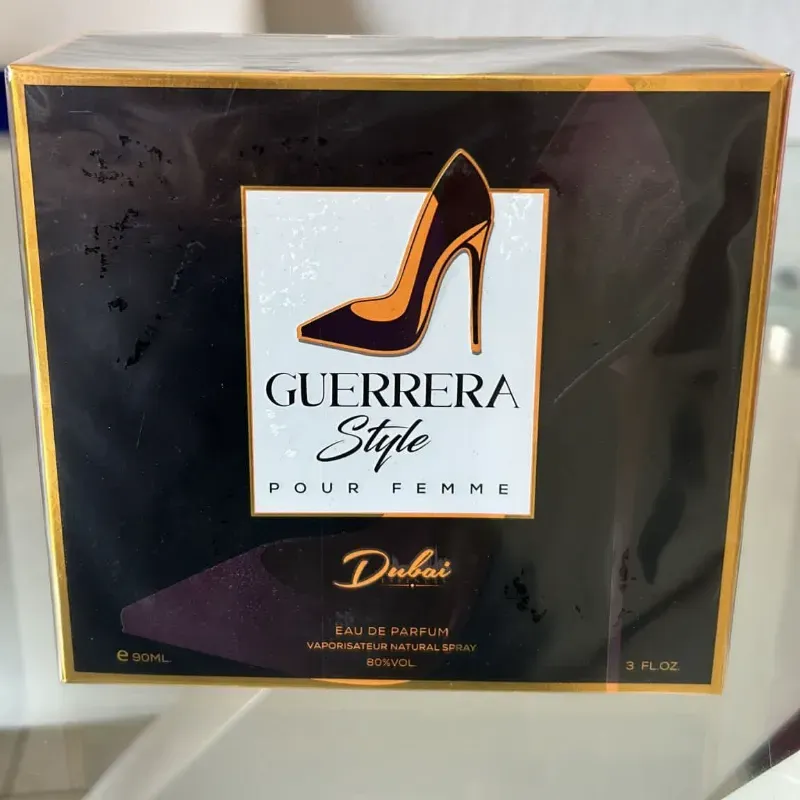 GUERRERA
Style
POUR FEMME
Dubai
EAU DE PARFUM
VAPORISATEUR NATURAL SPRAY
80%VOL.
e 90ML.
3 FL.OZ.